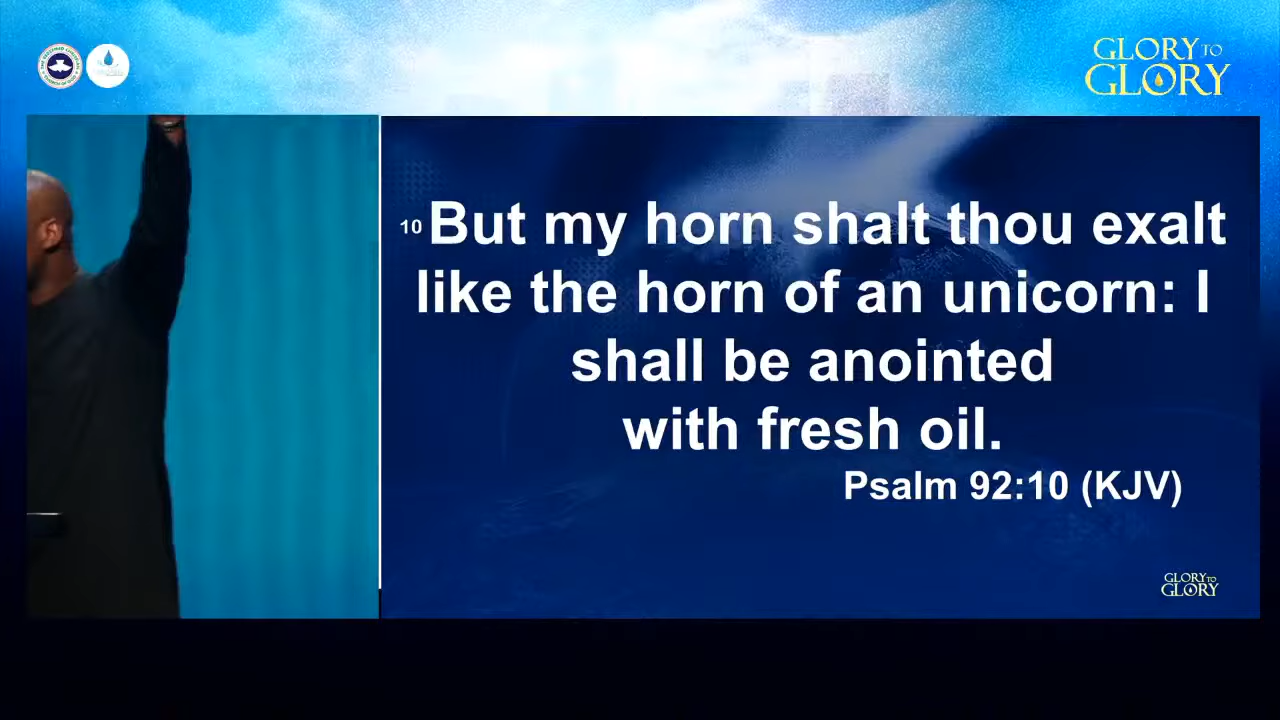 GLORY TO
GLORY
10 But my horn shalt thou exalt
like the horn of an unicorn: I
shall be anointed
with fresh oil.
Psalm 92:10 (KJV)
GLORY TO
GLORY